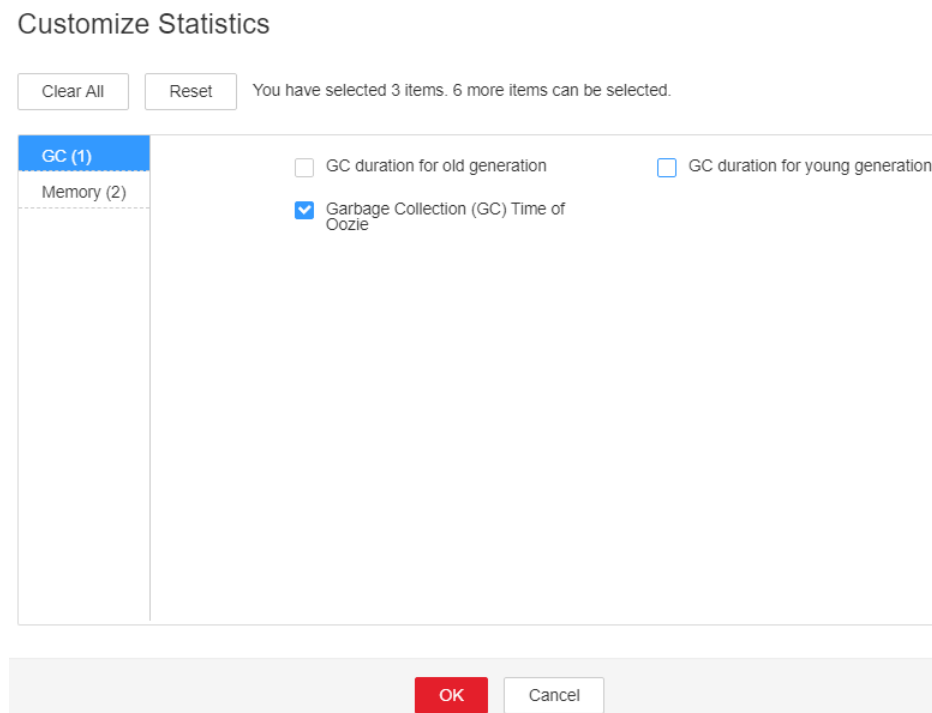 Customize Statistics
Clear All
Reset
You have selected 3 items. 6 more items can be selected.
GC (1)
Memory (2)
GC duration for old generation
GC duration for young generation
Garbage Collection (GC) Time of
Oozie
OK
Cancel